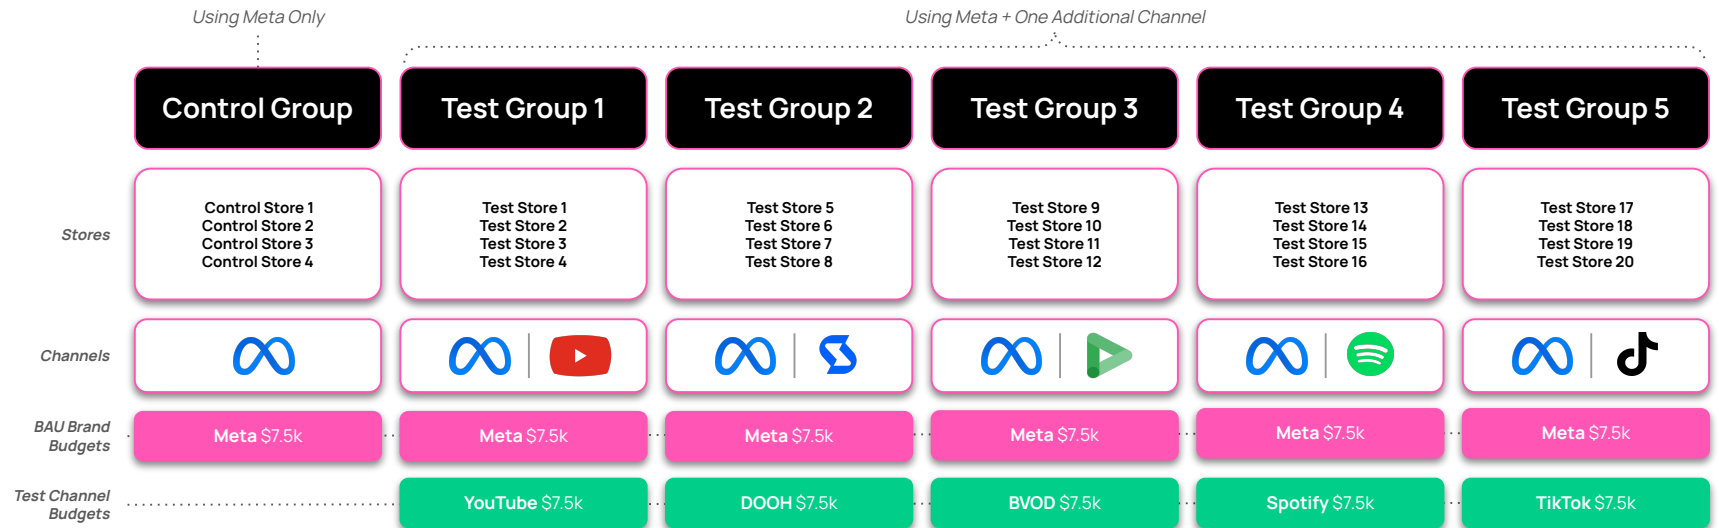 Using Meta Only
Using Meta + One Additional Channel
Control Group
Test Group 1
Test Group 2
Test Group 3
Test Group 4
Test Group 5
Stores
Control Store 1
Control Store 2
Control Store 3
Control Store 4
Test Store 1
Test Store 2
Test Store 3
Test Store 4
Test Store 5
Test Store 6
Test Store 7
Test Store 8
Test Store 9
Test Store 10
Test Store 11
Test Store 12
Test Store 13
Test Store 14
Test Store 15
Test Store 16
Test Store 17
Test Store 18
Test Store 19
Test Store 20
Channels
BAU Brand
Budgets
Meta $7.5k
Meta $7.5k
Meta $7.5k
Meta $7.5k
Meta $7.5k
Meta $7.5k
Test Channel
Budgets
YouTube $7.5k
DOOH $7.5k
BVOD $7.5k
Spotify $7.5k
TikTok $7.5k